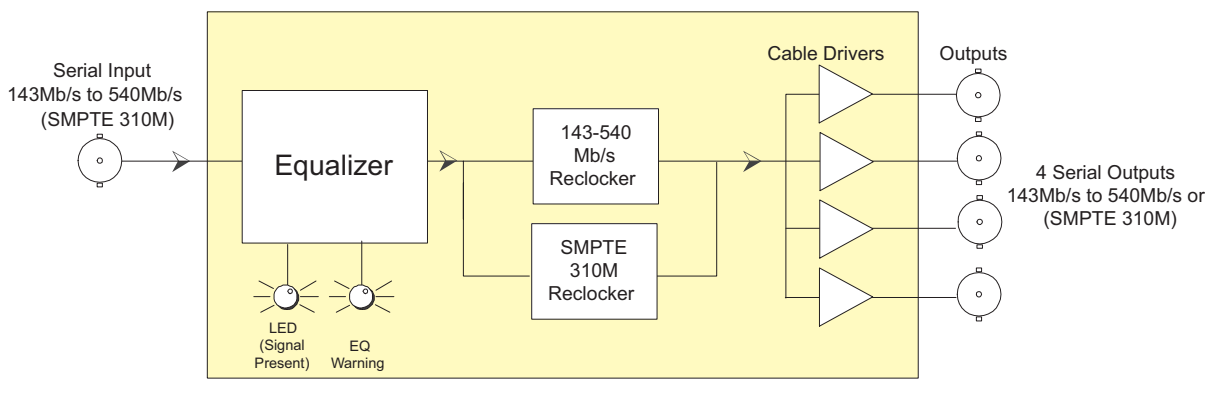 Serial Input
143Mb/s to 540Mb/s
(SMPTE 310M)
Equalizer
LED
(Signal
Present)
EQ
Warning
143-540
Mb/s
Reclocker
SMPTE
310M
Reclocker
Cable Drivers
Outputs
4 Serial Outputs
143Mb/s to 540Mb/s or
(SMPTE 310M)